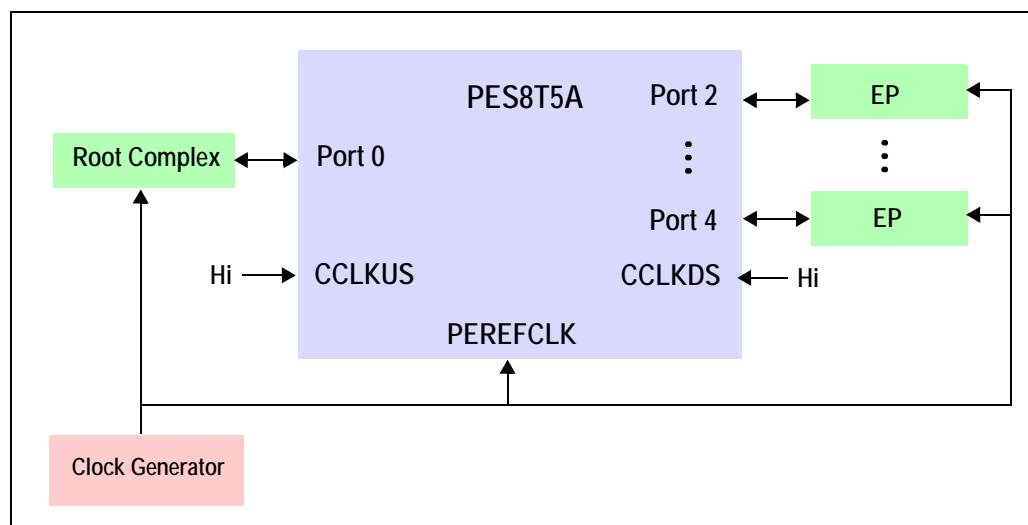 PES8T5A
Port 2
EP
Root Complex
Port 0
Port 4
EP
Hi
CCLKUS
CCLKDS
Hi
PEREFCLK
Clock Generator